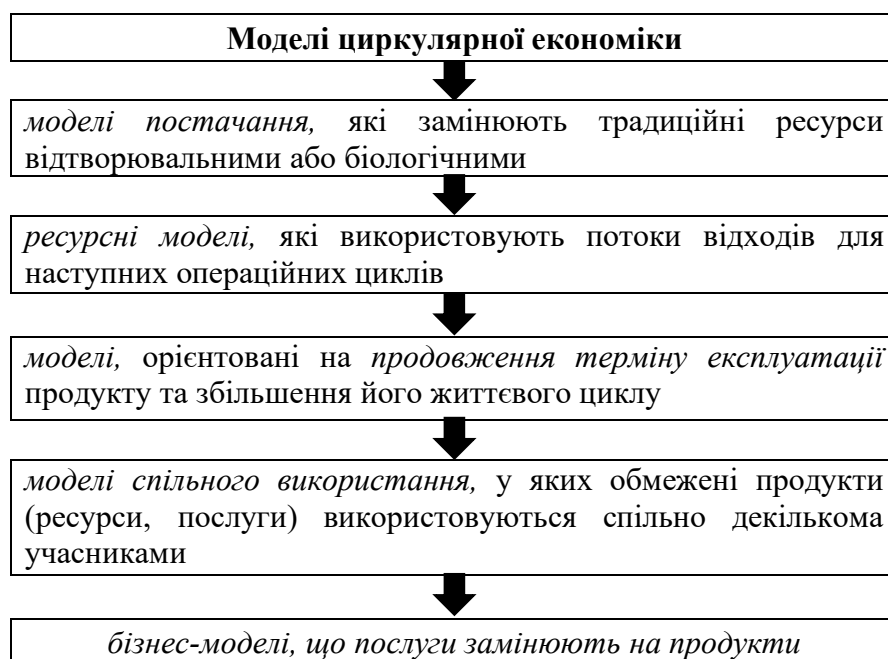 Моделі циркулярної економіки
моделі постачання, які замінюють традиційні ресурси
відтворювальними або біологічними
ресурсні моделі, які використовують потоки відходів для
наступних операційних циклів
моделі, орієнтовані на продовження терміну експлуатації
продукту та збільшення його життєвого циклу
моделі спільного використання, у яких обмежені продукти
(ресурси, послуги) використовуються спільно декількома
учасниками
бізнес-моделі, що послуги замінюють на продукти